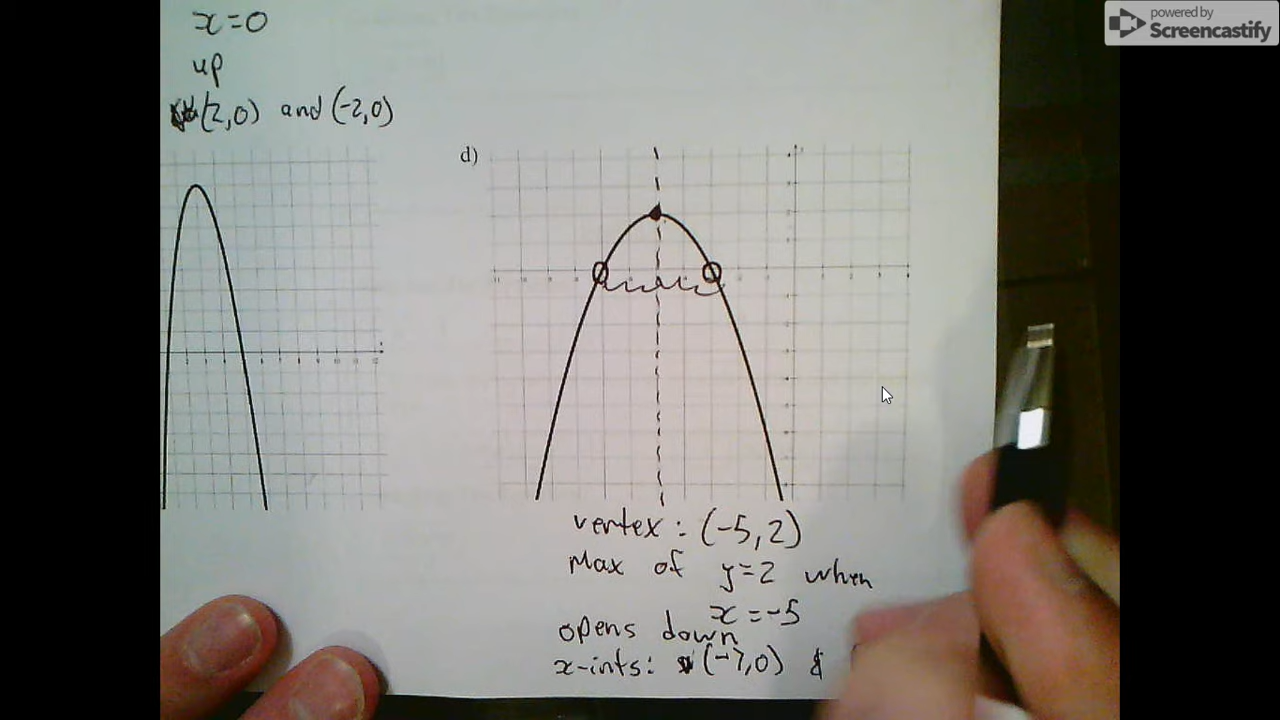 powered by
Screencastify
x=0
up
(2,0) and (-2,0)
d)
vertex: (-5,2)
Max of y=2 when
x=-5
opens down
x-ints: (-7,0) &